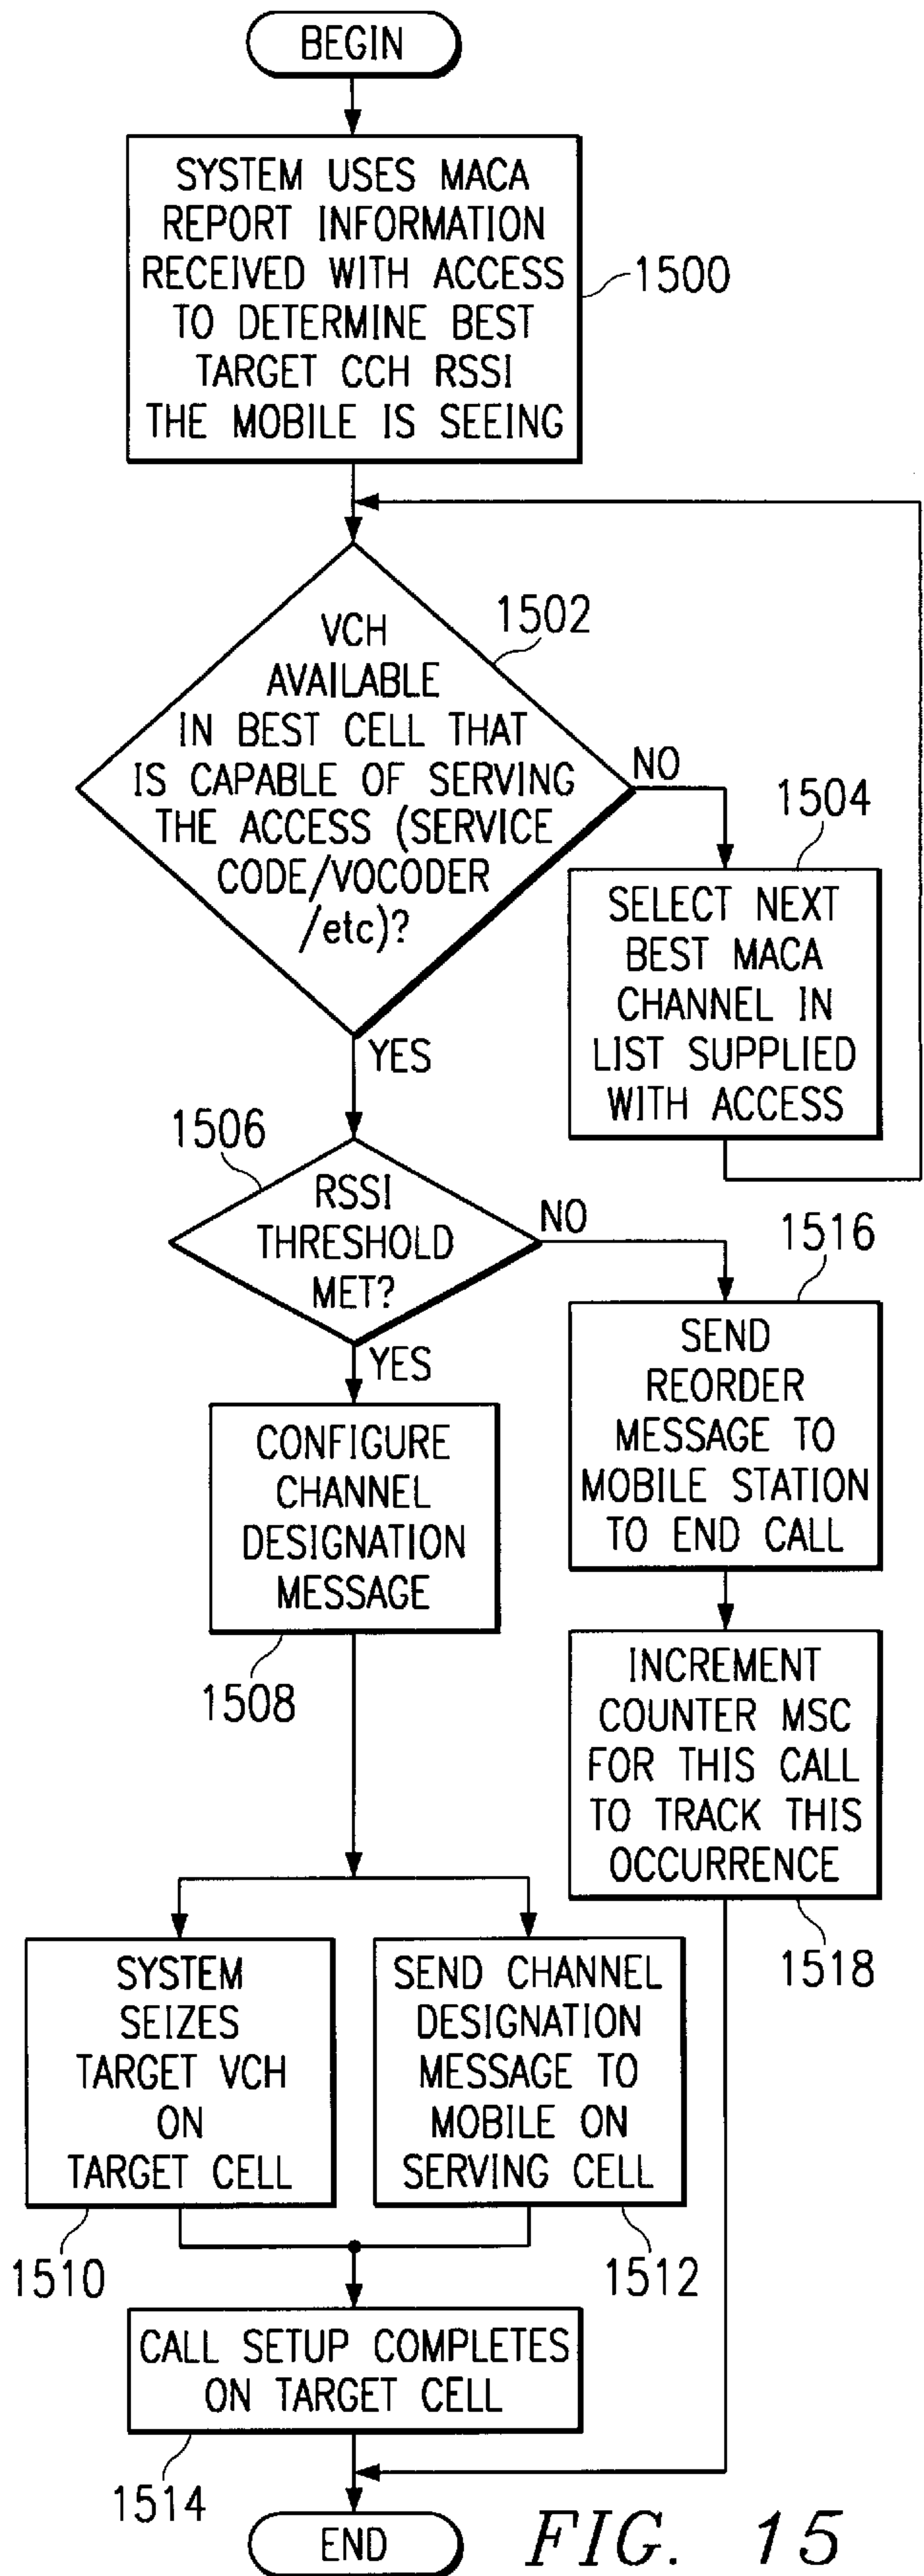 BEGIN
SYSTEM USES MACA
REPORT INFORMATION
RECEIVED WITH ACCESS
TO DETERMINE BEST
TARGET CCH RSSI
THE MOBILE IS SEEING
1500
VCH
AVAILABLE
IN BEST CELL THAT
IS CAPABLE OF SERVING
THE ACCESS (SERVICE
CODE/VOCODER
/etc)?
1502
NO
1504
SELECT NEXT
BEST MACA
CHANNEL IN
LIST SUPPLIED
WITH ACCESS
YES
1506
RSSI
THRESHOLD
MET?
NO
1516
SEND
REORDER
MESSAGE TO
MOBILE STATION
TO END CALL
YES
CONFIGURE
CHANNEL
DESIGNATION
MESSAGE
1508
INCREMENT
COUNTER MSC
FOR THIS CALL
TO TRACK THIS
OCCURRENCE
1518
SYSTEM
SEIZES
TARGET VCH
ON
TARGET CELL
1510
SEND CHANNEL
DESIGNATION
MESSAGE TO
MOBILE ON
SERVING CELL
1512
CALL SETUP COMPLETES
ON TARGET CELL
1514
END
FIG. 15